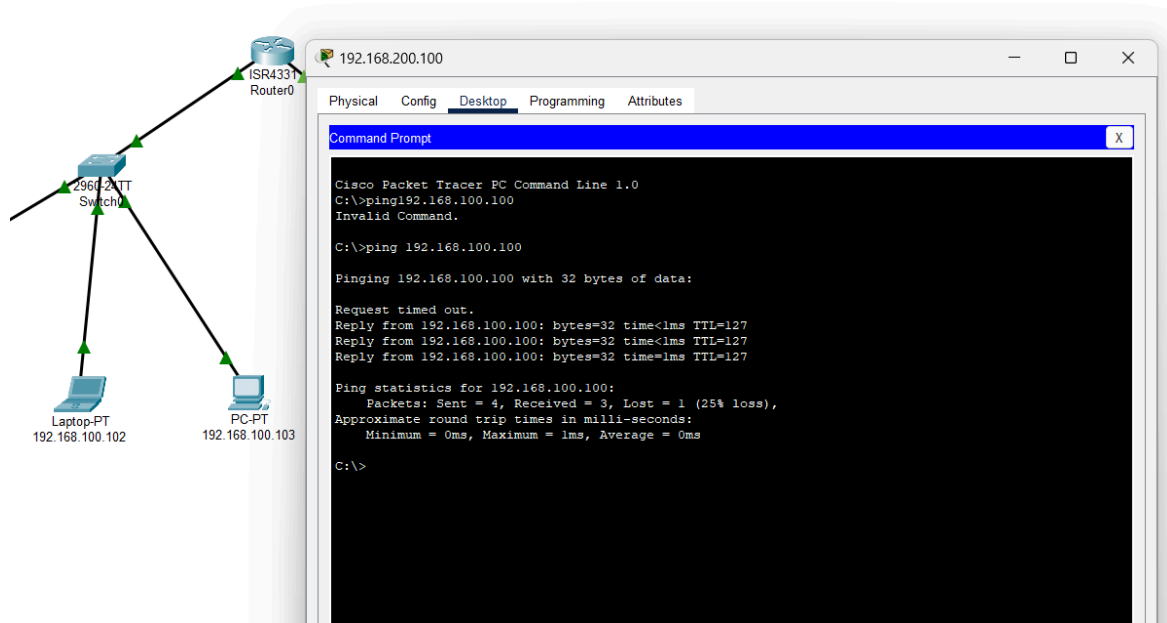 ISR4331
Router0
2960-24TT
Switch0
Laptop-PT
192.168.100.102
PC-PT
192.168.100.103
192.168.200.100
Physical Config Desktop Programming Attributes
Command Prompt
X
Cisco Packet Tracer PC Command Line 1.0
C:\>ping192.168.100.100
Invalid Command.
C:\>ping 192.168.100.100
Pinging 192.168.100.100 with 32 bytes of data:
Request timed out.
Reply from 192.168.100.100: bytes=32 time<1ms TTL=127
Reply from 192.168.100.100: bytes=32 time<1ms TTL=127
Reply from 192.168.100.100: bytes=32 time=1ms TTL=127
Ping statistics for 192.168.100.100:
Packets: Sent = 4, Received = 3, Lost = 1 (25% loss),
Approximate round trip times in milli-seconds:
Minimum = 0ms, Maximum = 1ms, Average = 0ms
C:\>